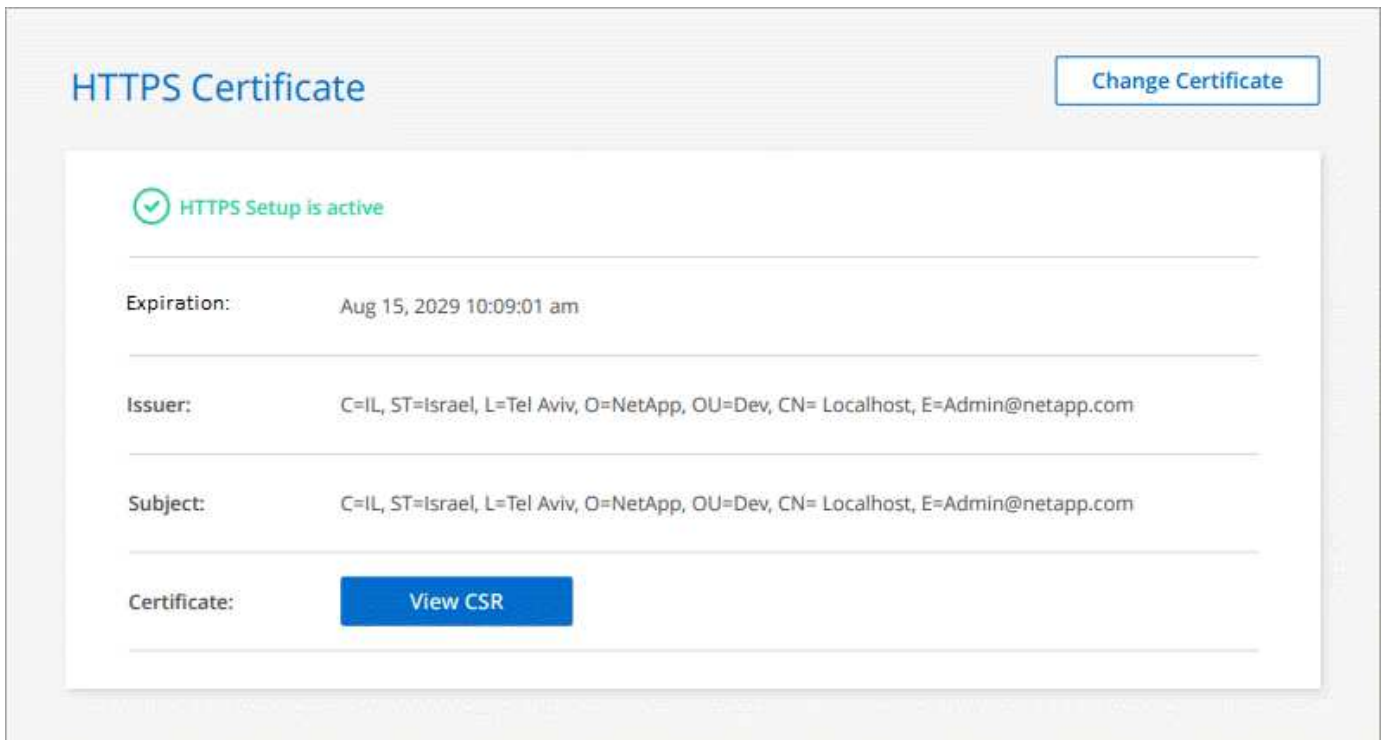 HTTPS Certificate
Change Certificate
HTTPS Setup is active
Expiration: Aug 15, 2029 10:09:01 am
Issuer: C=IL, ST=Israel, L=Tel Aviv, O=NetApp, OU=Dev, CN= Localhost, E=Admin@netapp.com
Subject: C=IL, ST=Israel, L=Tel Aviv, O=NetApp, OU=Dev, CN= Localhost, E=Admin@netapp.com
Certificate: View CSR